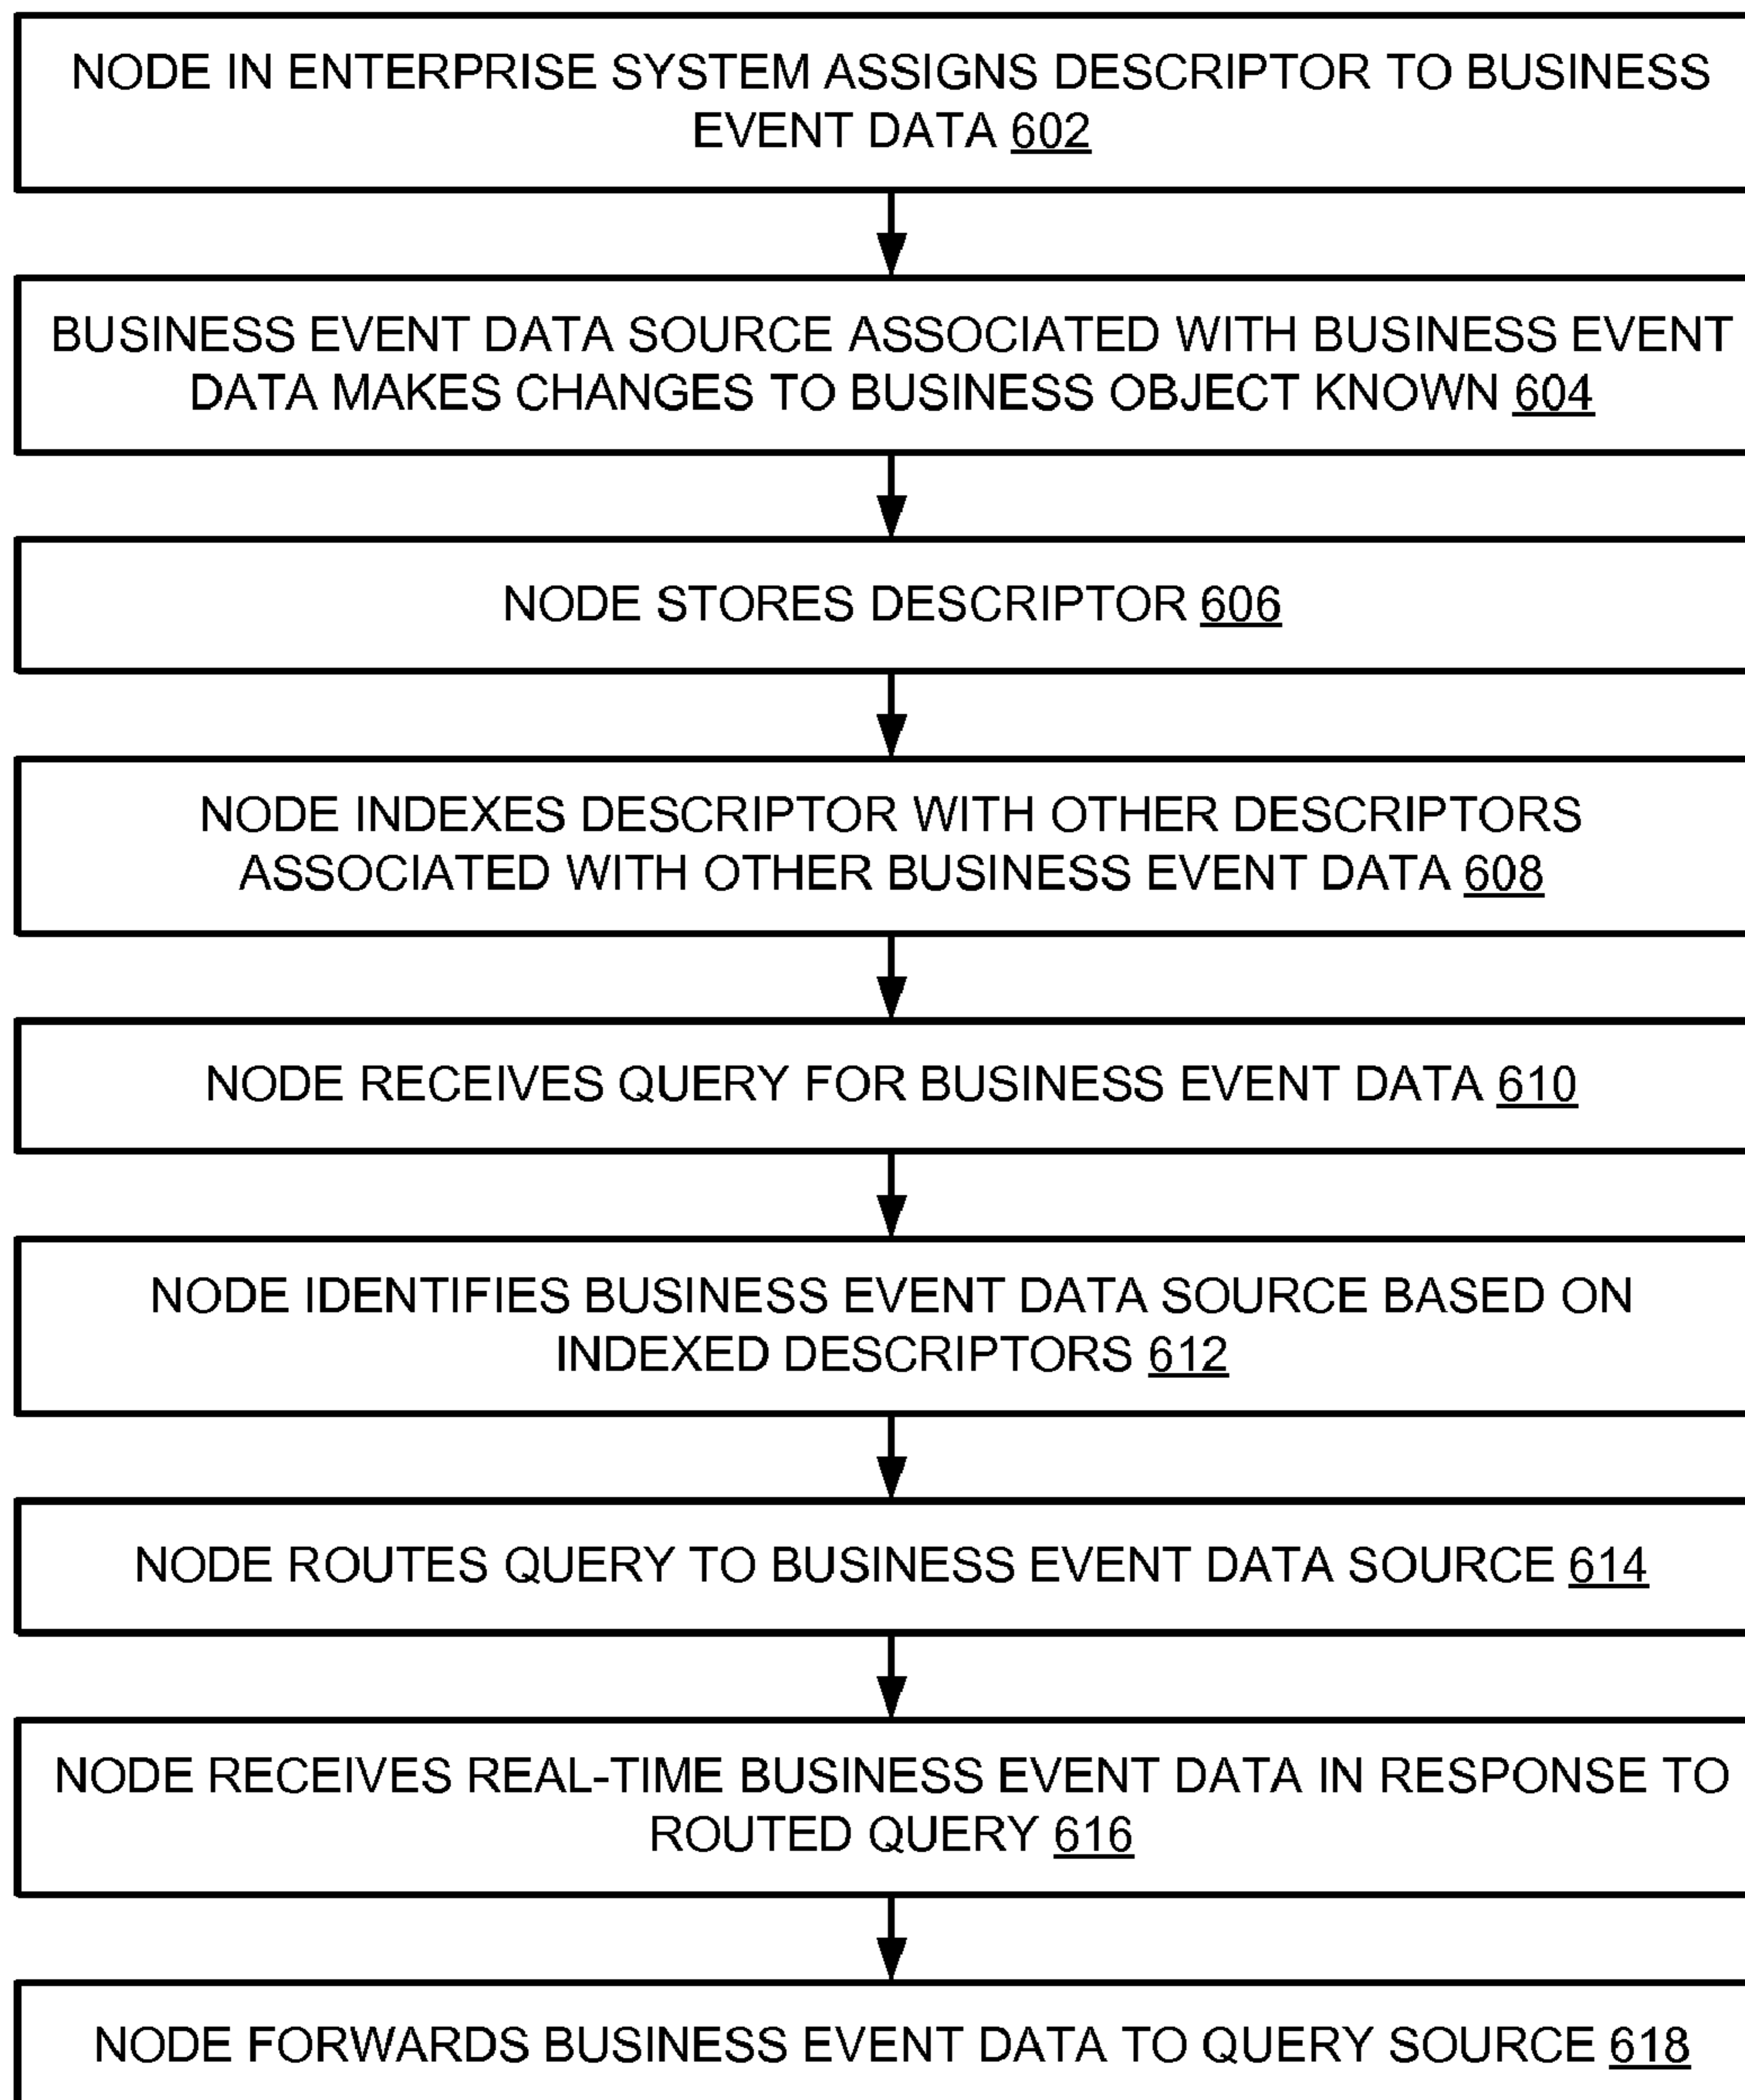 NODE IN ENTERPRISE SYSTEM ASSIGNS DESCRIPTOR TO BUSINESS
EVENT DATA 602
BUSINESS EVENT DATA SOURCE ASSOCIATED WITH BUSINESS EVENT
DATA MAKES CHANGES TO BUSINESS OBJECT KNOWN 604
NODE STORES DESCRIPTOR 606
NODE INDEXES DESCRIPTOR WITH OTHER DESCRIPTORS
ASSOCIATED WITH OTHER BUSINESS EVENT DATA 608
NODE RECEIVES QUERY FOR BUSINESS EVENT DATA 610
NODE IDENTIFIES BUSINESS EVENT DATA SOURCE BASED ON
INDEXED DESCRIPTORS 612
NODE ROUTES QUERY TO BUSINESS EVENT DATA SOURCE 614
NODE RECEIVES REAL-TIME BUSINESS EVENT DATA IN RESPONSE TO
ROUTED QUERY 616
NODE FORWARDS BUSINESS EVENT DATA TO QUERY SOURCE 618